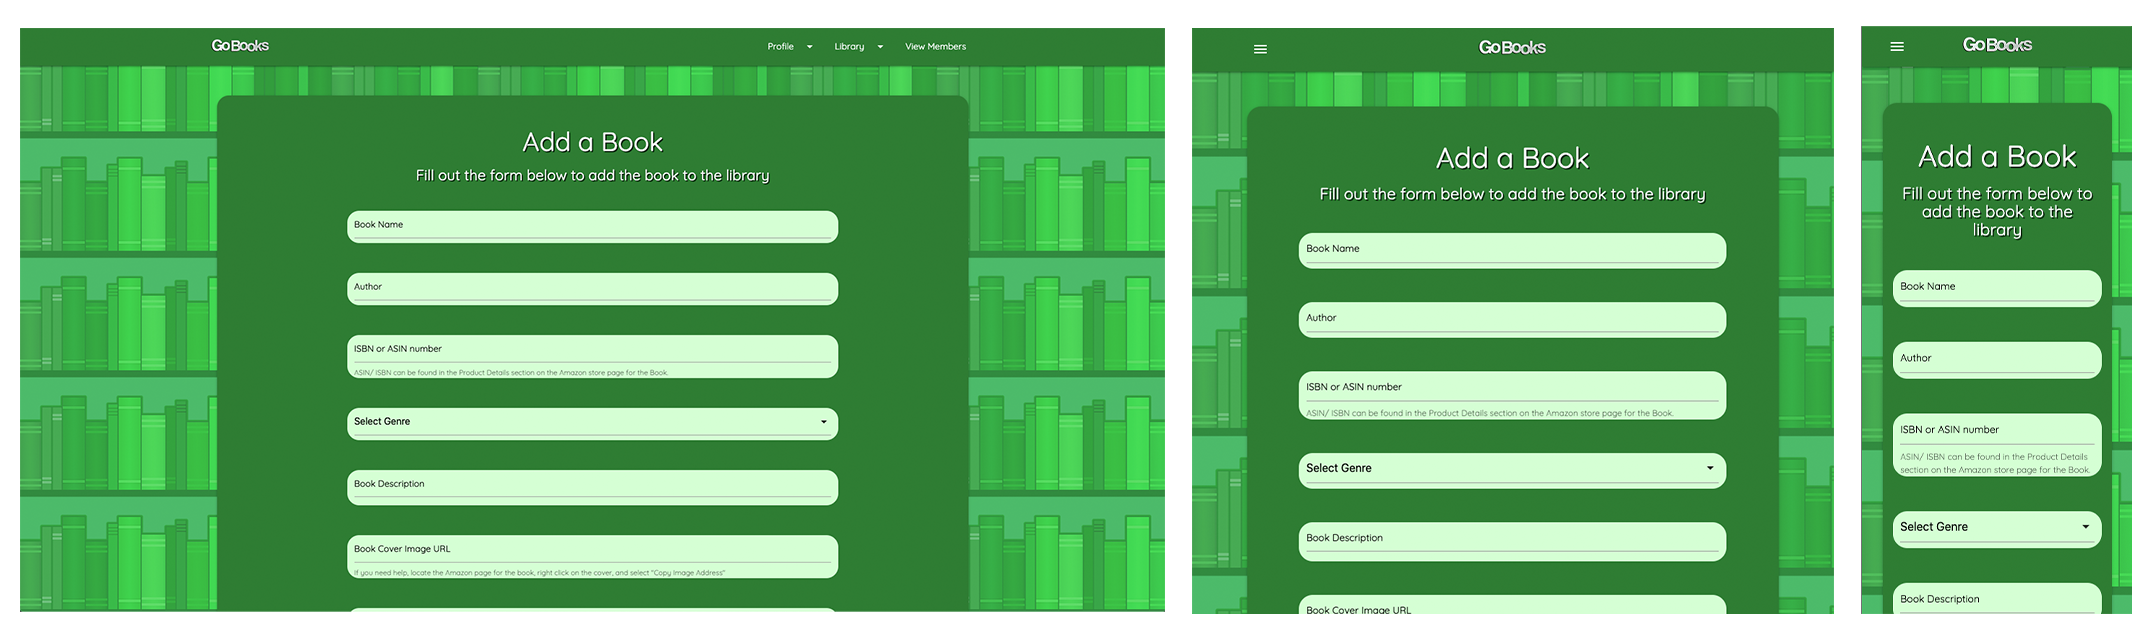 GoBooks
Profile Library View Members
Add a Book
Fill out the form below to add the book to the library
Book Name
Author
ISBN or ASIN number
ASIN/ ISBN can be found in the Product Details section on the Amazon store page for the Book.
Select Genre
Book Description
Book Cover Image URL
If you need help, locate the Amazon page for the book, right click on the cover, and select "Copy Image Address"
GoBooks
Add a Book
Fill out the form below to add the book to the library
Book Name
Author
ISBN or ASIN number
ASIN/ ISBN can be found in the Product Details section on the Amazon store page for the Book.
Select Genre
Book Description
Book Cover Image URL
GoBooks
Add a Book
Fill out the form below to
add the book to the
library
Book Name
Author
ISBN or ASIN number
ASIN/ ISBN can be found in the Product Details
section on the Amazon store page for the Book.
Select Genre
Book Description